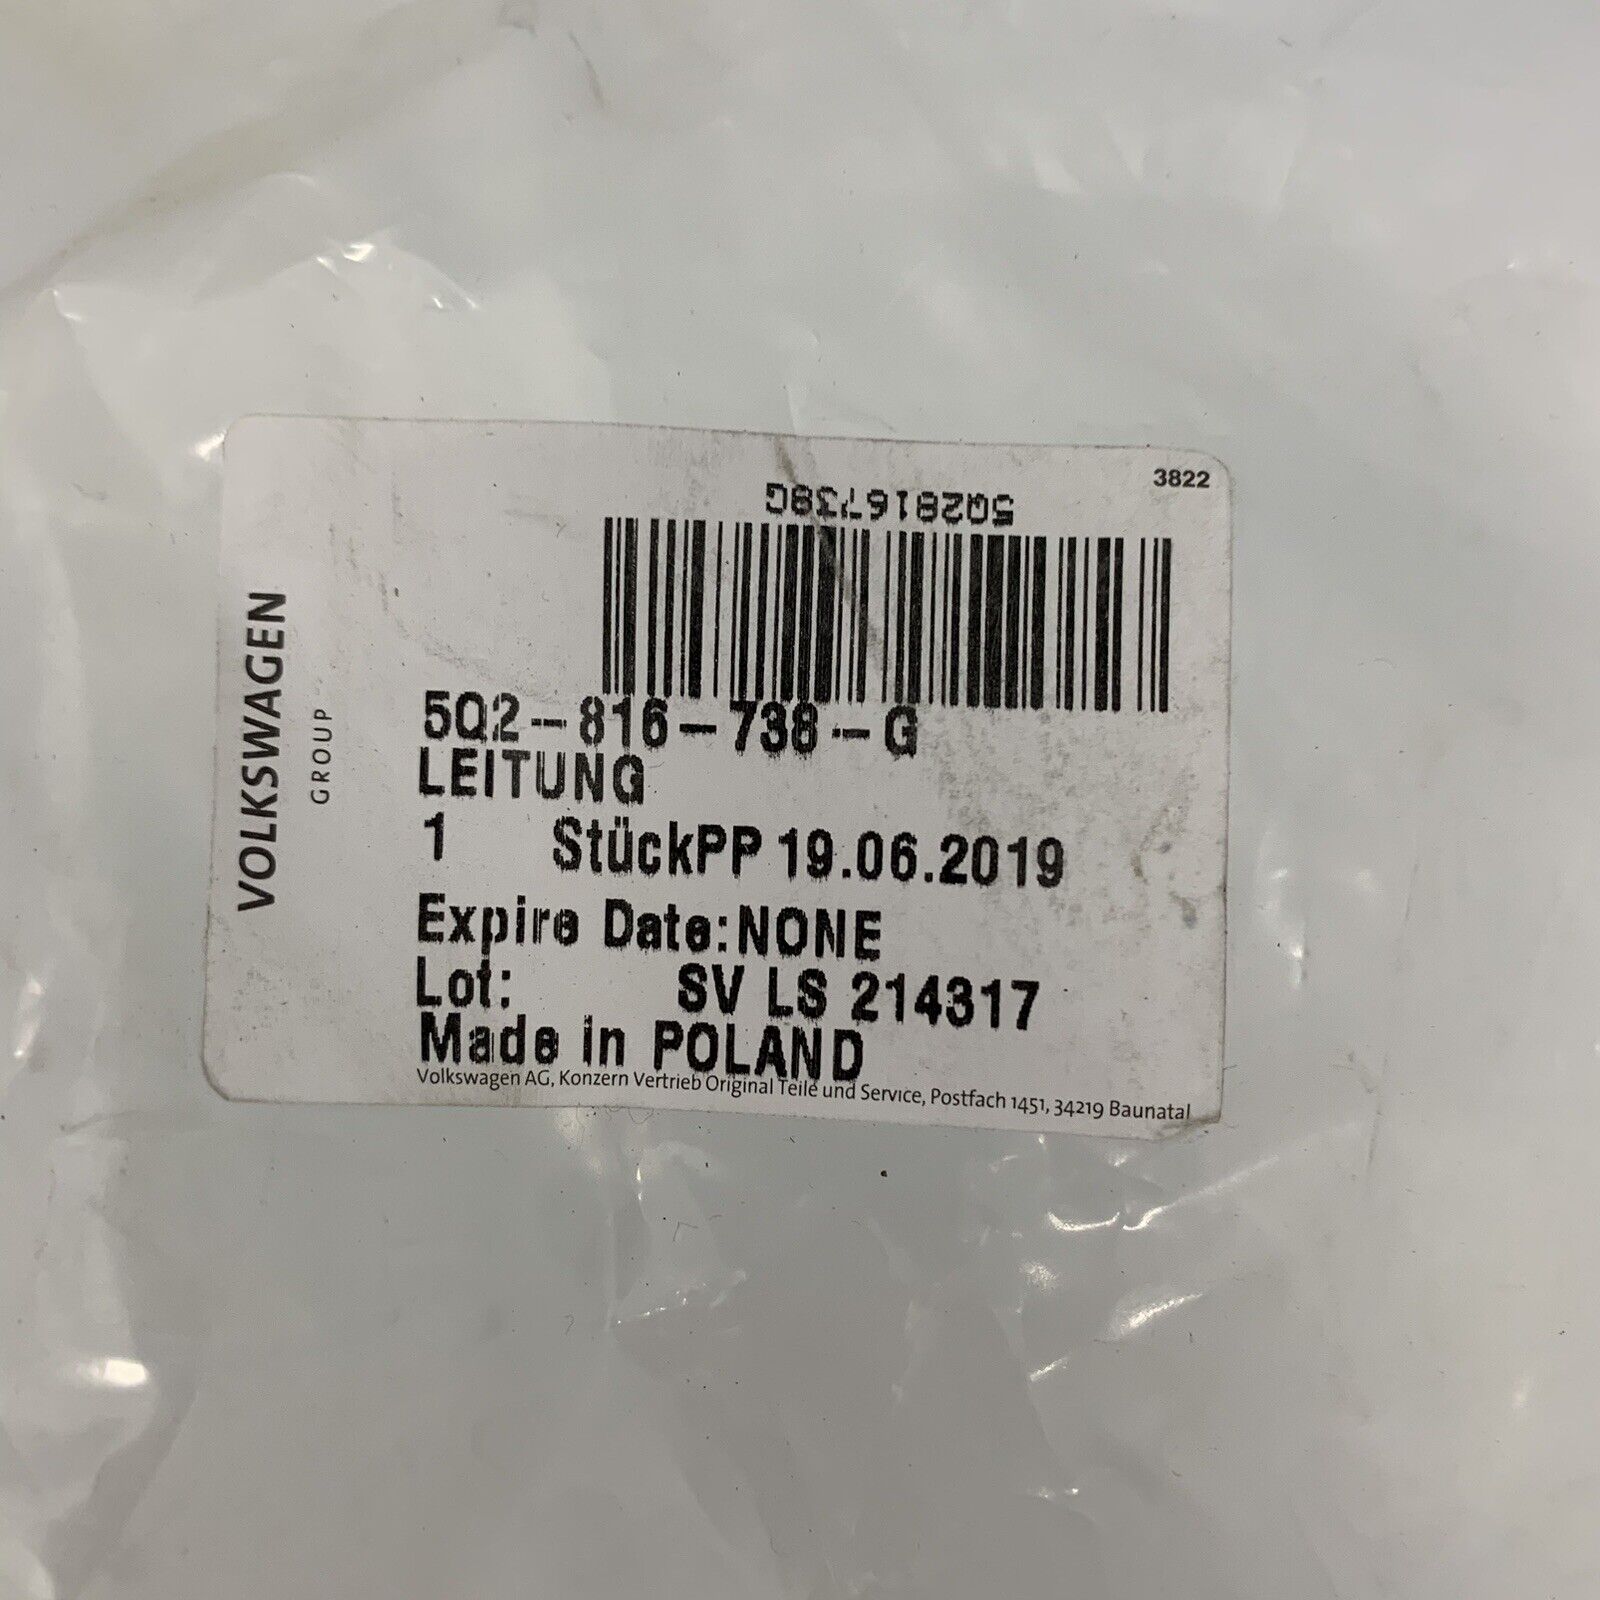 3822
5Q2816738G
VOLKSWAGEN
GROUP
5Q2-816-738-G
LEITUNG
1 StückPP 19.06.2019
Expire Date:NONE
Lot: SV LS 214317
Made in POLAND
Volkswagen AG, Konzern Vertrieb Original Teile und Service, Postfach 1451, 34219 Baunatal